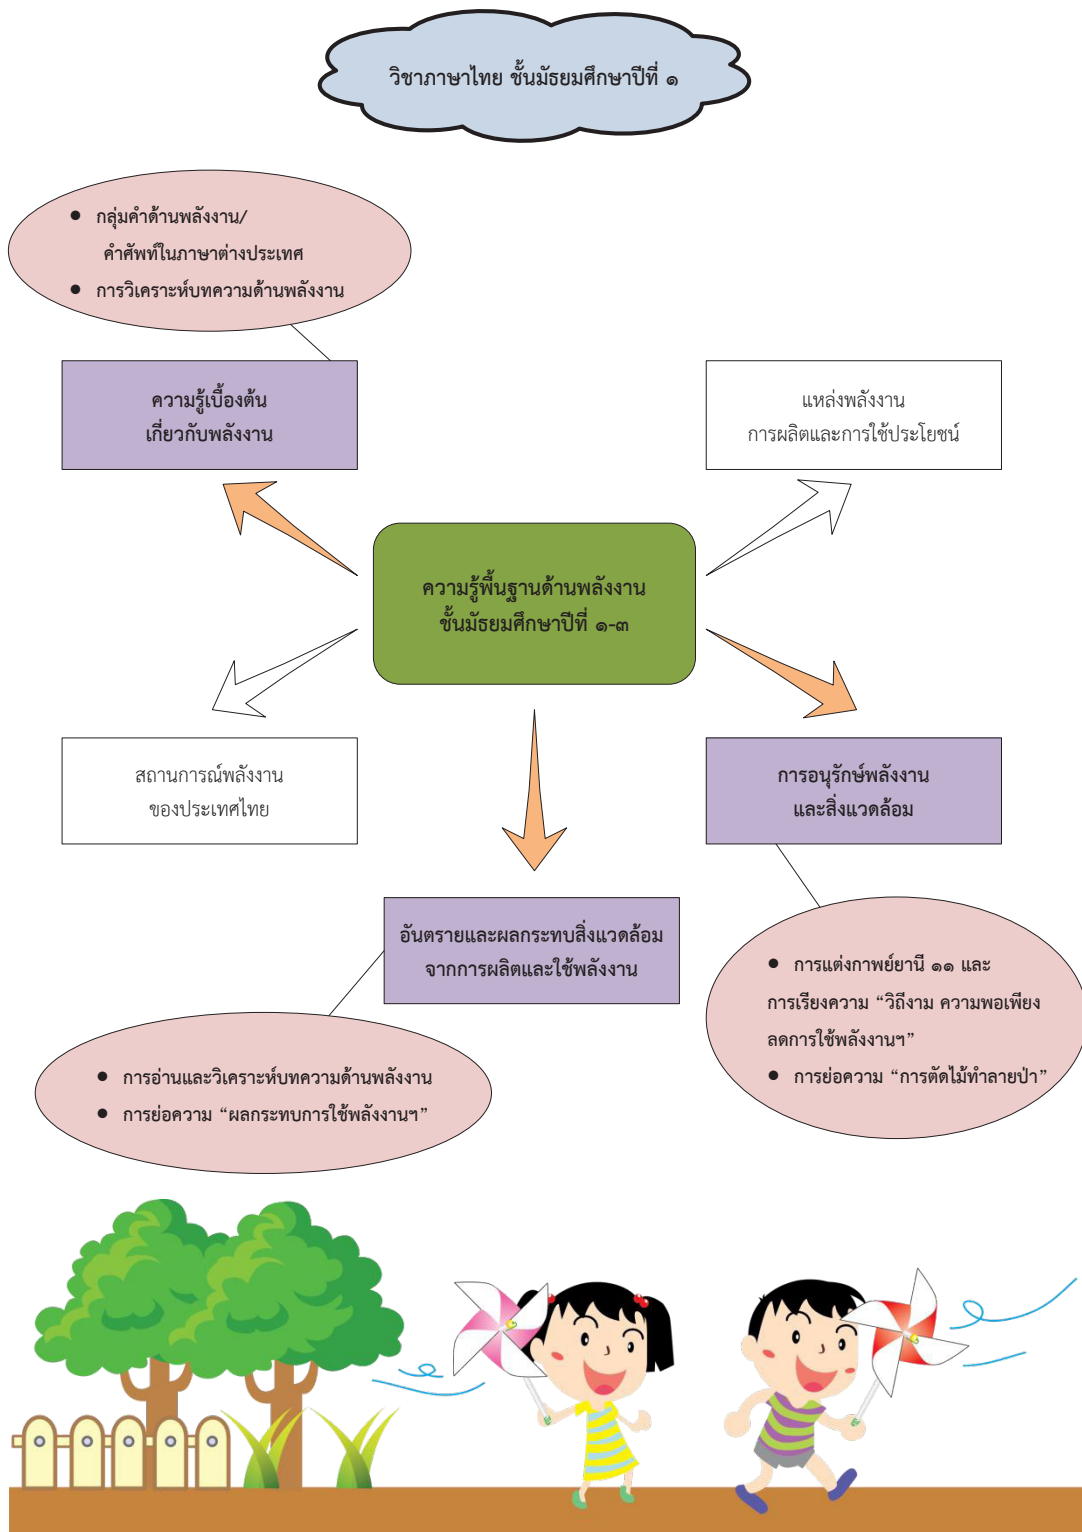 วิชาภาษาไทย ชั้นมัธยมศึกษาปีที่ ๑
• กลุ่มคำด้านพลังงาน/
คำศัพท์ในภาษาต่างประเทศ
• การวิเคราะห์บทความด้านพลังงาน
ความรู้เบื้องต้น
เกี่ยวกับพลังงาน
แหล่งพลังงาน
การผลิตและการใช้ประโยชน์
ความรู้พื้นฐานด้านพลังงาน
ชั้นมัธยมศึกษาปีที่ ๑-๓
สถานการณ์พลังงาน
ของประเทศไทย
การอนุรักษ์พลังงาน
และสิ่งแวดล้อม
อันตรายและผลกระทบสิ่งแวดล้อม
จากการผลิตและใช้พลังงาน
• การแต่งกาพย์ยานี ๑๑ และ
การเรียงความ “วิถีงาม ความพอเพียง
ลดการใช้พลังงานฯ”
• การย่อความ “การตัดไม้ทำลายป่า”
• การอ่านและวิเคราะห์บทความด้านพลังงาน
• การย่อความ “ผลกระทบการใช้พลังงานฯ”